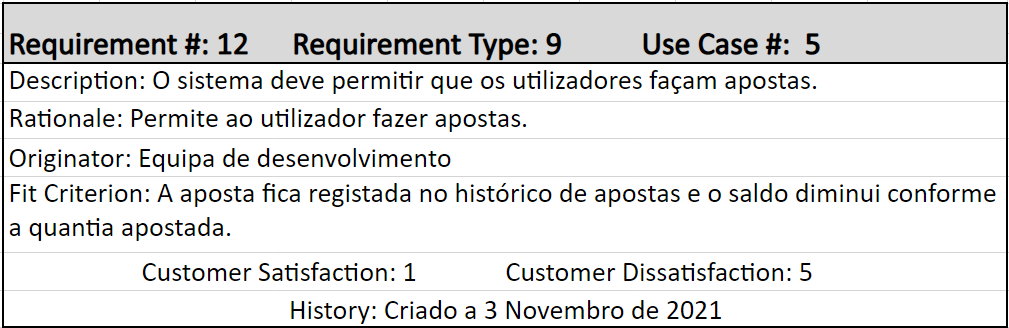 Requirement #: 12 Requirement Type: 9 Use Case #: 5
Description: O sistema deve permitir que os utilizadores façam apostas.
Rationale: Permite ao utilizador fazer apostas.
Originator: Equipa de desenvolvimento
Fit Criterion: A aposta fica registada no histórico de apostas e o saldo diminui conforme
a quantia apostada.
Customer Satisfaction: 1 Customer Dissatisfaction: 5
History: Criado a 3 Novembro de 2021